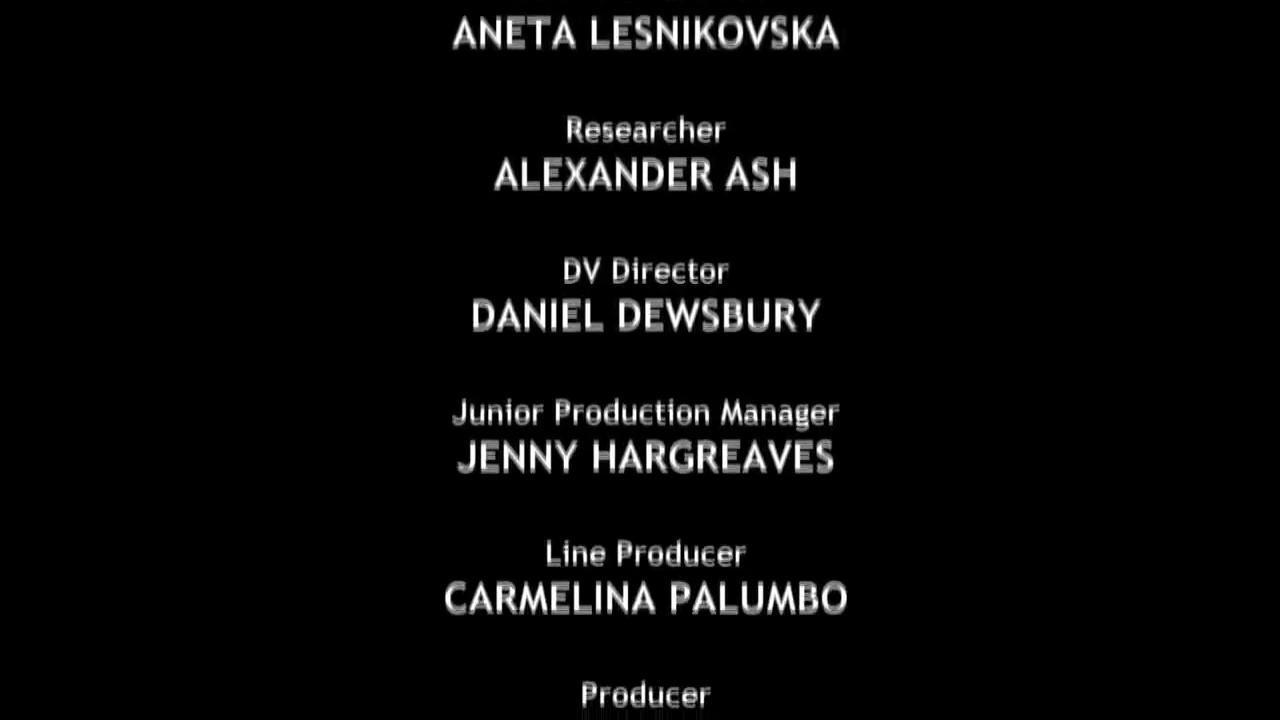 ANETA LESNIKOVSKA
Researcher
ALEXANDER ASH
DV Director
DANIEL DEWSBURY
Junior Production Manager
JENNY HARGREAVES
Line Producer
CARMELINA PALUMBO
Producer